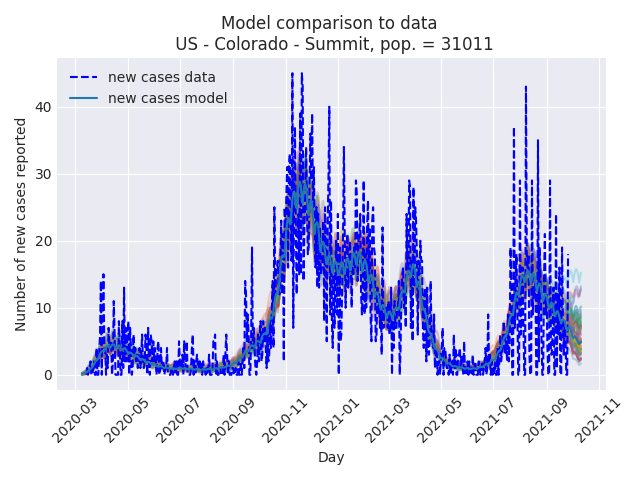 Model comparison to data
US - Colorado - Summit, pop. = 31011
new cases data
new cases model
Number of new cases reported
40
30
20
10
0
2020-03
2020-05
2020-07
2020-09
2020-11
2021-01
2021-03
2021-05
2021-07
2021-09
2021-11
Day